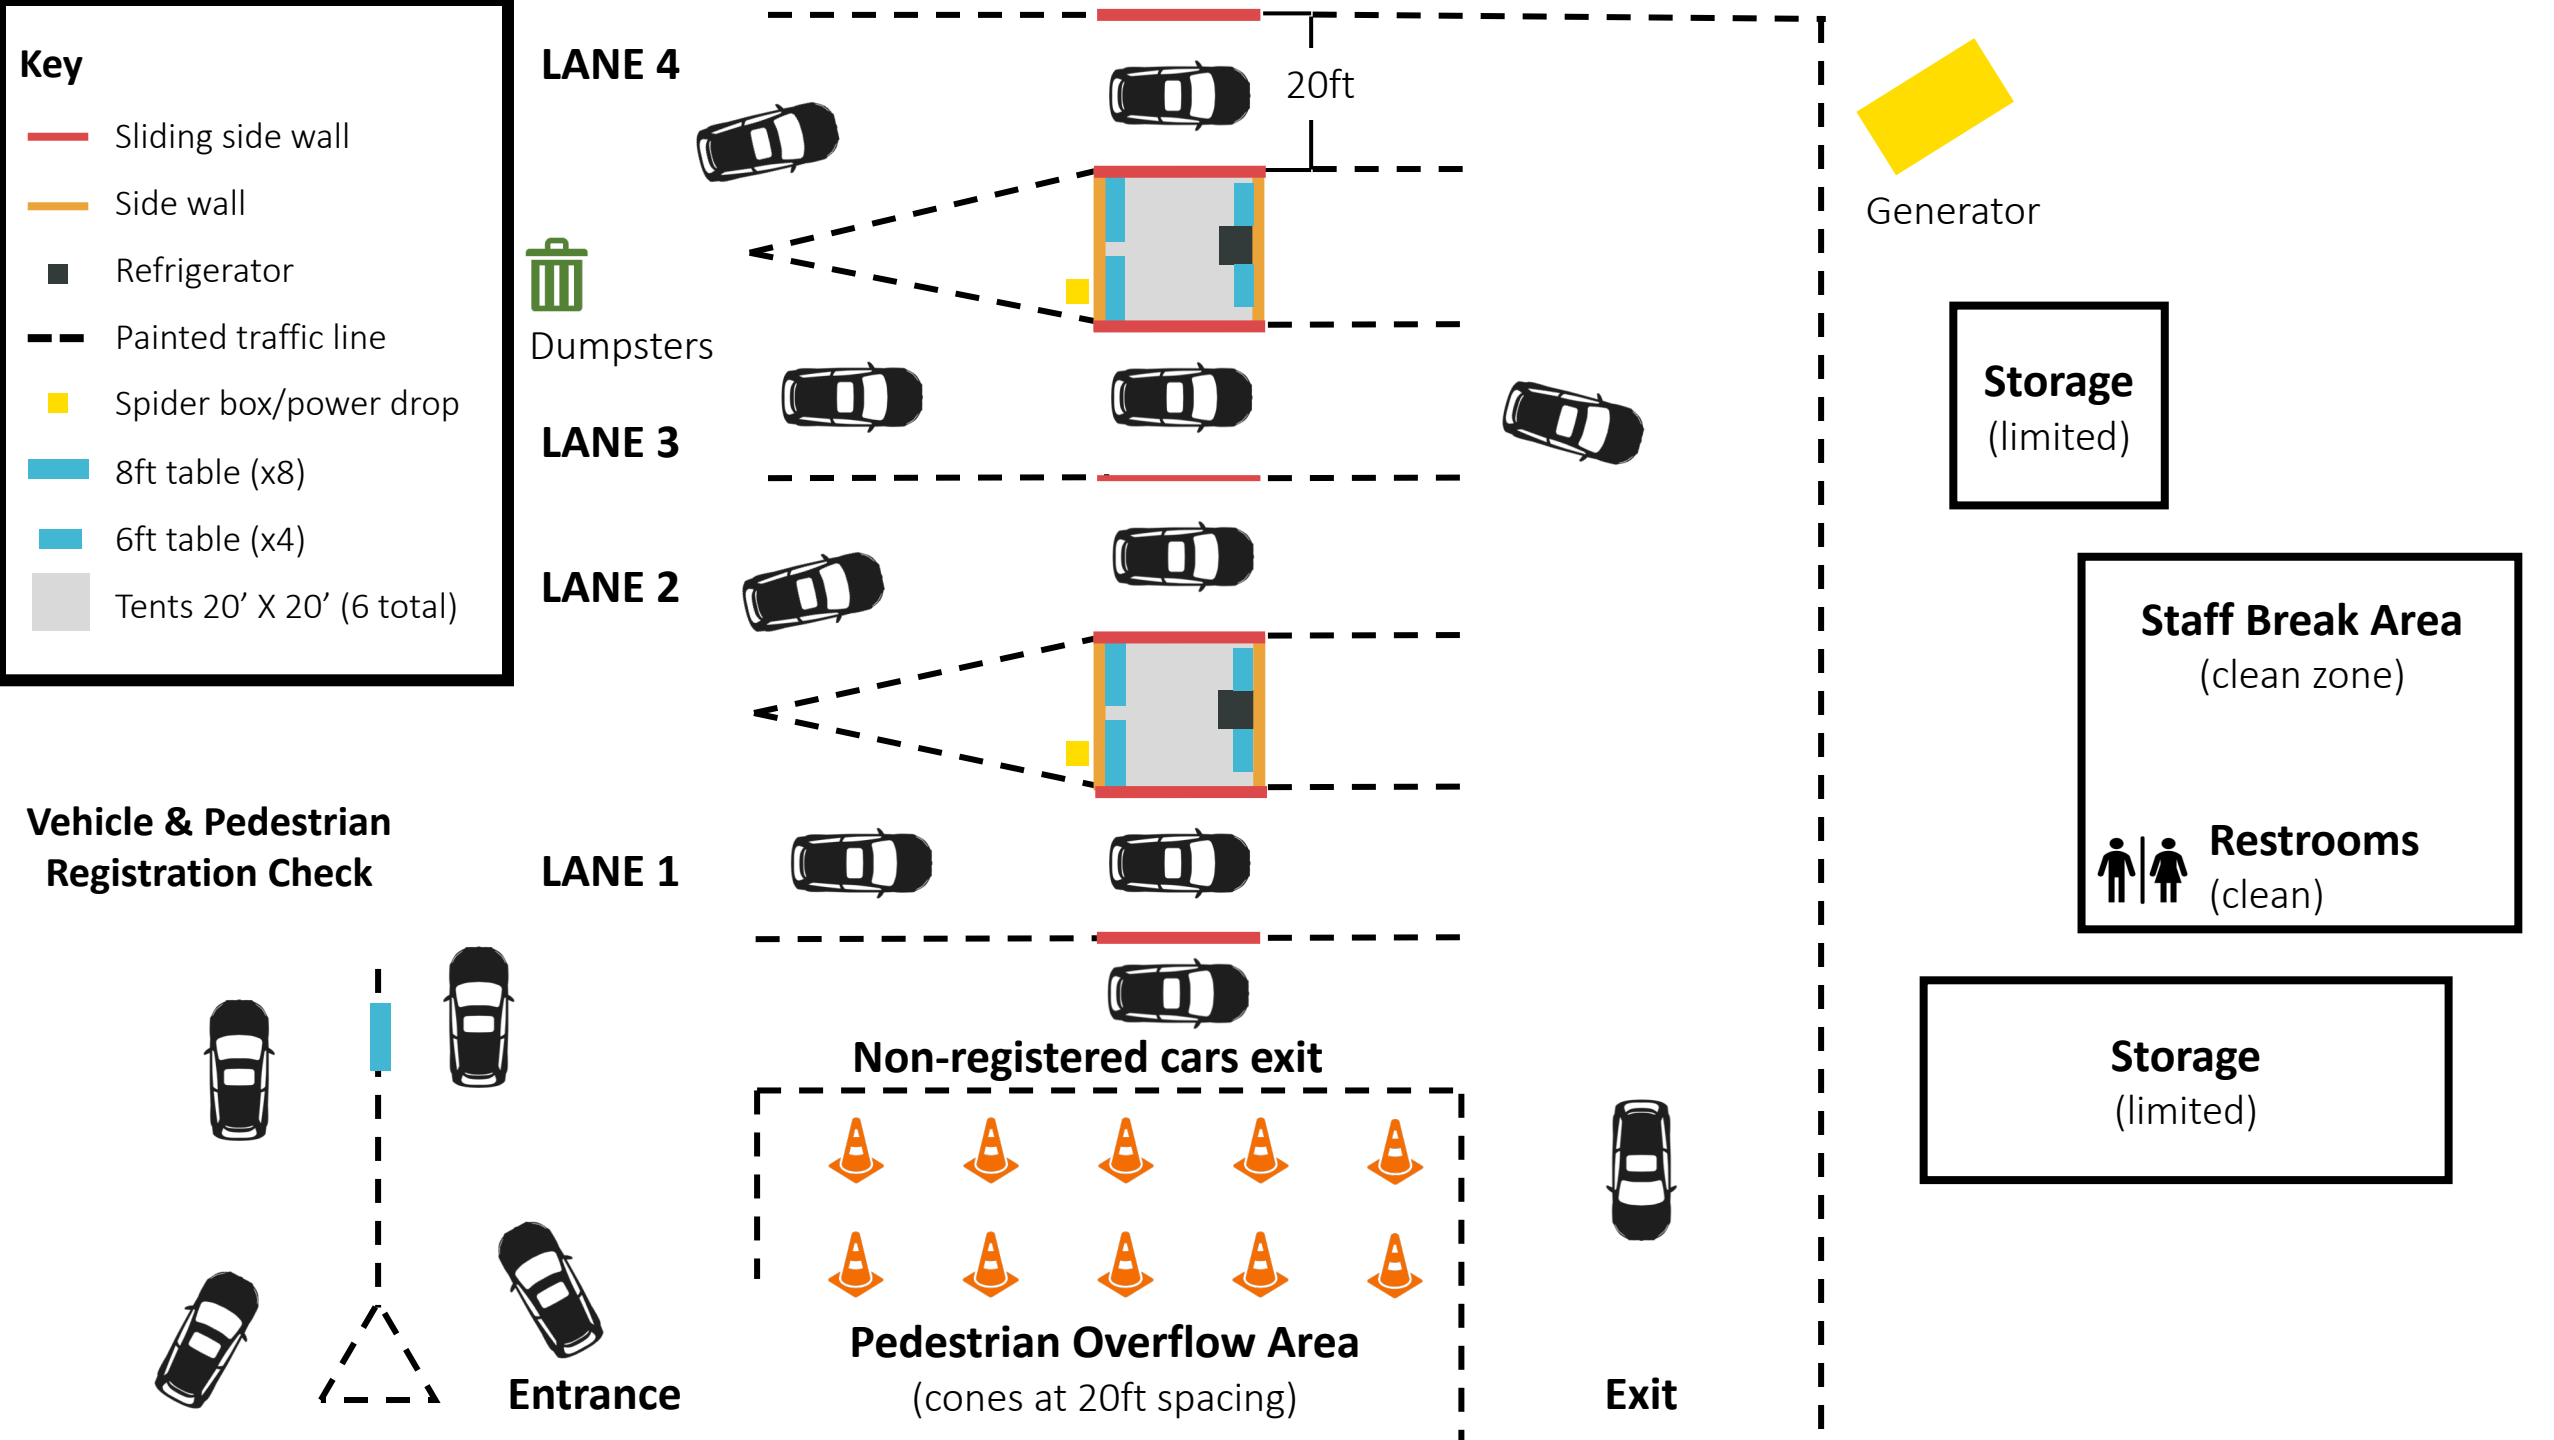 Key
Sliding side wall
Side wall
Refrigerator
Painted traffic line
Spider box/power drop
8ft table (x8)
6ft table (x4)
Tents 20’ X 20’ (6 total)
LANE 4
20ft
Dumpsters
LANE 3
LANE 2
LANE 1
Vehicle & Pedestrian
Registration Check
Non-registered cars exit
Pedestrian Overflow Area
(cones at 20ft spacing)
Entrance
Exit
Generator
Storage
(limited)
Staff Break Area
(clean zone)
Restrooms
(clean)
Storage
(limited)